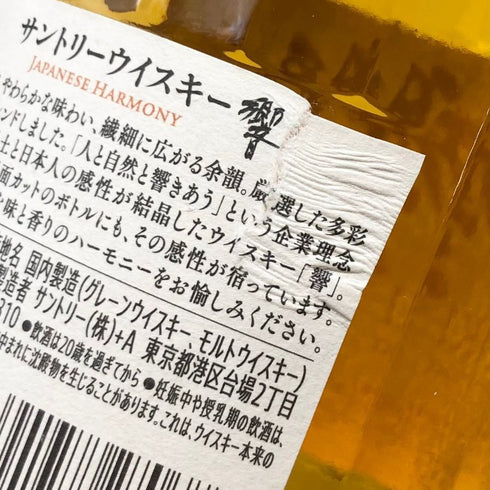 サントリーウイスキー 響
JAPANESE HARMONY
やわらかな味わい、繊細に広がる余韻。厳選した多彩
ンドしました。「人と自然と響きあう」という企業理念
土と日本人の感性が結晶したウイスキー「響」。
面カットのボトルにも、その感性が宿っています。
味と香りのハーモニーをお愉しみください。
地名 国内製造(グレーンウイスキー、モルトウイスキー)
製造者 サントリー(株)+A 東京都港区台場2丁目
310 ●飲酒は20歳を過ぎてから ●妊娠中や授乳期の飲酒は、
中まれに沈殿物を生じることがあります。これは、ウイスキー本来の